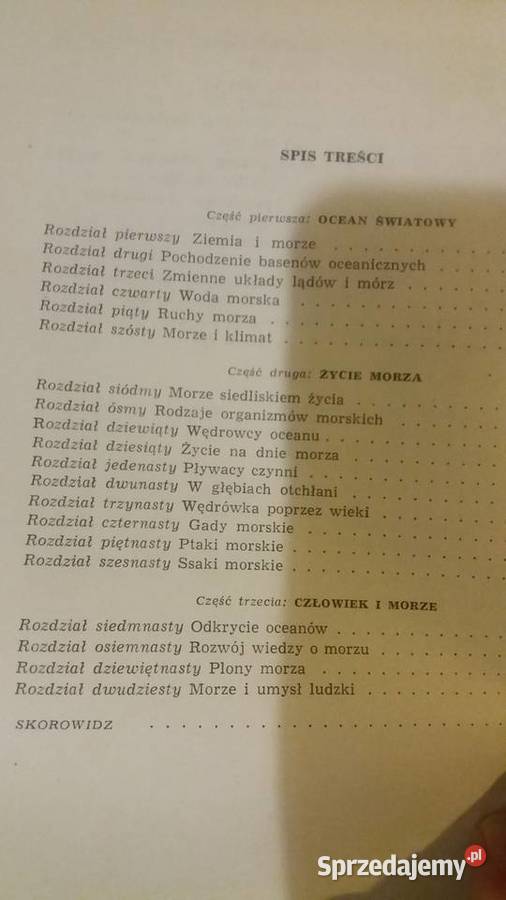 SPIS TREŚCI
Część pierwsza: OCEAN ŚWIATOWY
Rozdział pierwszy Ziemia i morze . . . . . . . . . .
Rozdział drugi Pochodzenie basenów oceanicznych . . . .
Rozdział trzeci Zmienne układy lądów i mórz . . . . . .
Rozdział czwarty Woda morska . . . . . . . . . . .
Rozdział piąty Ruchy morza . . . . . . . . . . . .
Rozdział szósty Morze i klimat . . . . . . . . . . .
Część druga: ŻYCIE MORZA
Rozdział siódmy Morze siedliskiem życia . . . . . . . .
Rozdział ósmy Rodzaje organizmów morskich . . . . . .
Rozdział dziewiąty Wędrowcy oceanu . . . . . . . . .
Rozdział dziesiąty Życie na dnie morza . . . . . . . .
Rozdział jedenasty Pływacy czynni . . . . . . . . . .
Rozdział dwunasty W głębiach otchłani . . . . . . . .
Rozdział trzynasty Wędrówka poprzez wieki . . . . . .
Rozdział czternasty Gady morskie . . . . . . . . . .
Rozdział piętnasty Ptaki morskie . . . . . . . . . . .
Rozdział szesnasty Ssaki morskie . . . . . . . . . . .
Część trzecia: CZŁOWIEK I MORZE
Rozdział siedmnasty Odkrycie oceanów . . . . . . . . .
Rozdział osiemnasty Rozwój wiedzy o morzu . . . . . . .
Rozdział dziewiętnasty Plony morza . . . . . . . . . .
Rozdział dwudziesty Morze i umysł ludzki . . . . . . .
SKOROWIDZ . . . . . . . . . . . . . . . . . .
Sprzedajemy.pl